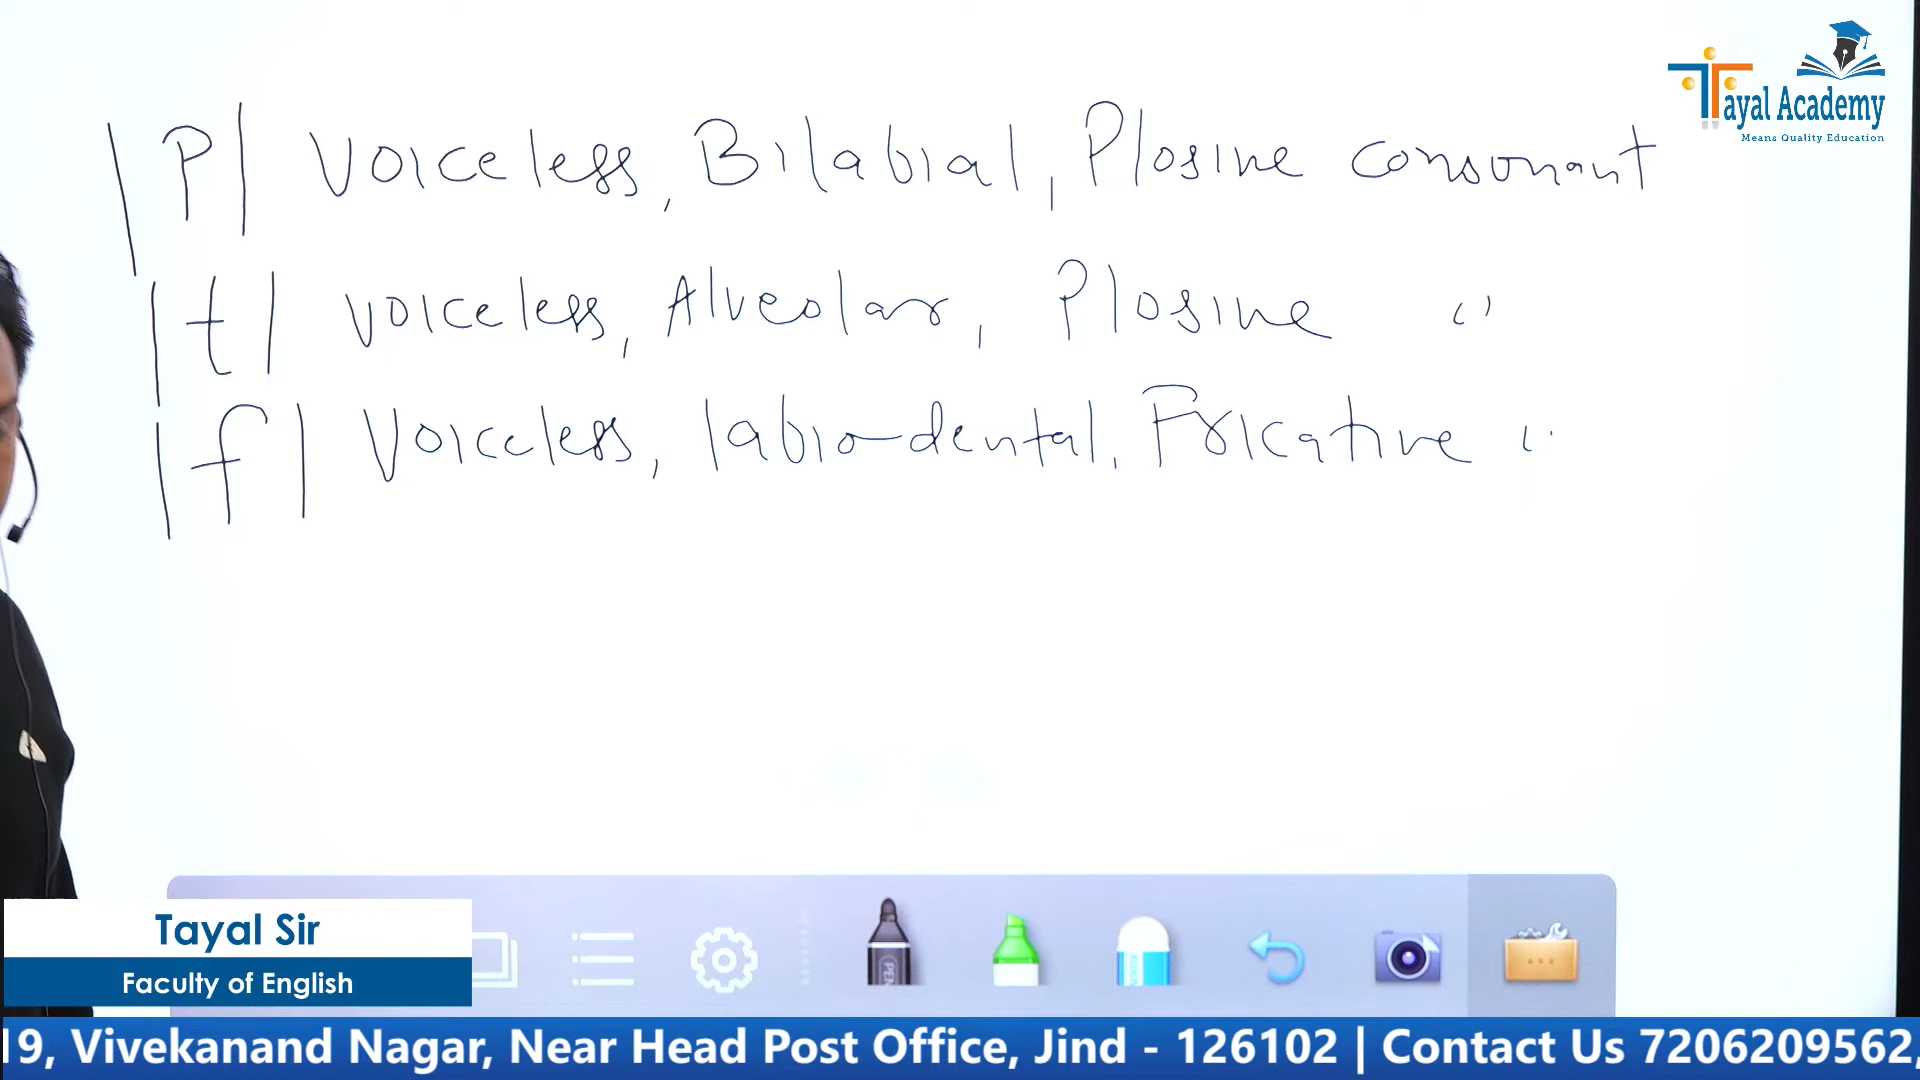 Tayal Academy
Means Quality Education
|P| Voiceless, Bilabial, Plosive consonant
|t| voiceless, Alveolar, Plosive "
|f| Voiceless, labio-dental, Fricative "
PEN
Tayal Sir
Faculty of English
19, Vivekanand Nagar, Near Head Post Office, Jind - 126102 | Contact Us 7206209562,